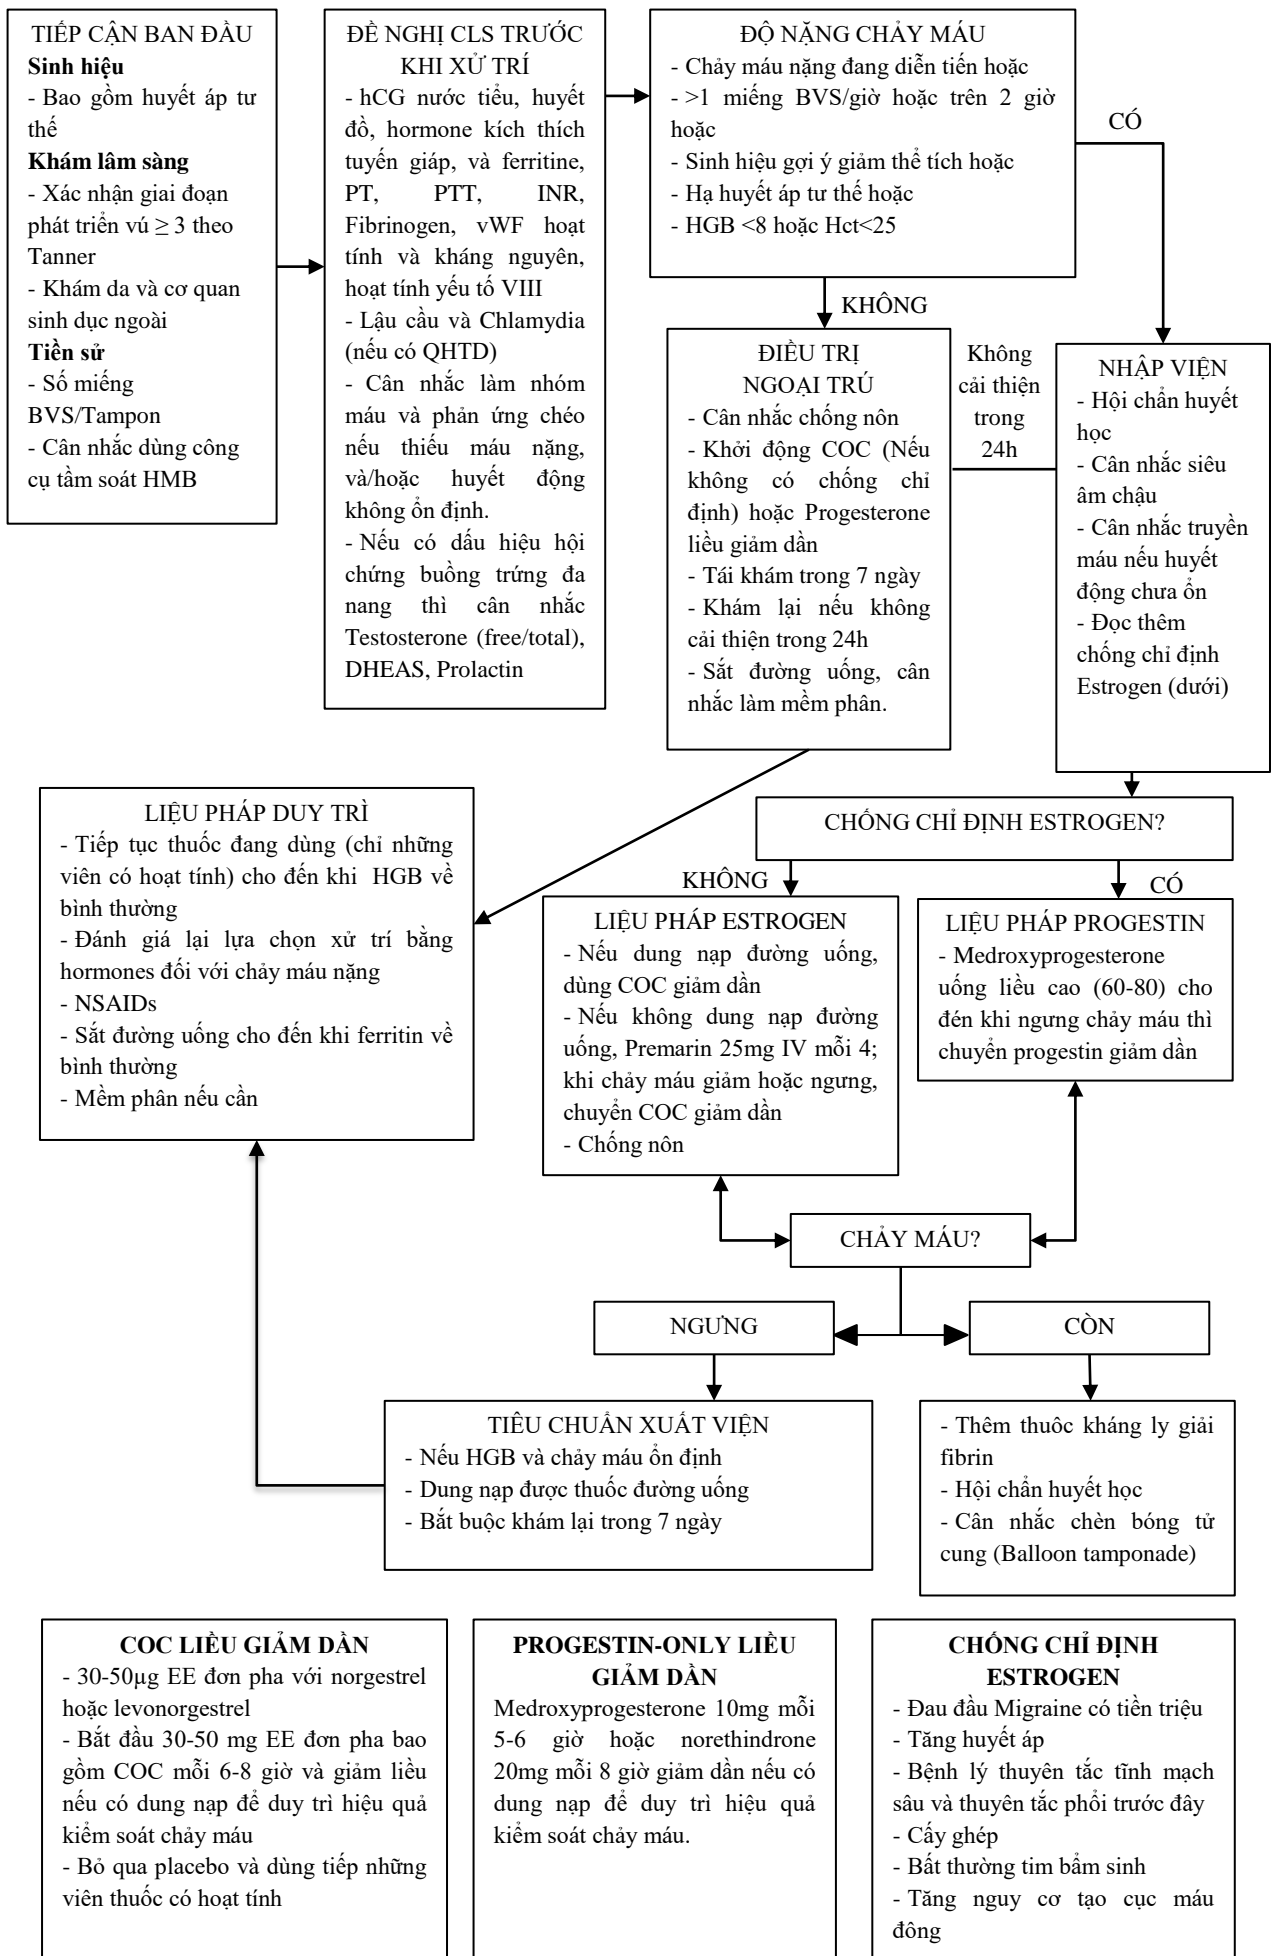 TIẾP CẬN BAN ĐẦU
Sinh hiệu
- Bao gồm huyết áp tư
thế
Khám lâm sàng
- Xác nhận giai đoạn
phát triển vú ≥ 3 theo
Tanner
- Khám da và cơ quan
sinh dục ngoài
Tiền sử
- Số miếng
BVS/Tampon
- Cân nhắc dùng công
cụ tầm soát HMB
ĐỀ NGHỊ CLS TRƯỚC
KHI XỬ TRÍ
- hCG nước tiểu, huyết
đồ, hormone kích thích
tuyến giáp, và ferritine,
PT, PTT, INR,
Fibrinogen, vWF hoạt
tính và kháng nguyên,
hoạt tính yếu tố VIII
- Lậu cầu và Chlamydia
(nếu có QHTD)
- Cân nhắc làm nhóm
máu và phản ứng chéo
nếu thiếu máu nặng,
và/hoặc huyết động
không ổn định.
- Nếu có dấu hiệu hội
chứng buồng trứng đa
nang thì cân nhắc
Testosterone (free/total),
DHEAS, Prolactin
ĐỘ NẶNG CHẢY MÁU
- Chảy máu nặng đang diễn tiến hoặc
- >1 miếng BVS/giờ hoặc trên 2 giờ
hoặc
- Sinh hiệu gợi ý giảm thể tích hoặc
- Hạ huyết áp tư thế hoặc
- HGB <8 hoặc Hct<25
CÓ
KHÔNG
ĐIỀU TRỊ
NGOẠI TRÚ
- Cân nhắc chống nôn
- Khởi động COC (Nếu
không có chống chỉ
định) hoặc Progesterone
liều giảm dần
- Tái khám trong 7 ngày
- Khám lại nếu không
cải thiện trong 24h
- Sắt đường uống, cân
nhắc làm mềm phân.
Không
cải thiện
trong
24h
NHẬP VIỆN
- Hội chẩn huyết
học
- Cân nhắc siêu
âm chậu
- Cân nhắc truyền
máu nếu huyết
động chưa ổn
- Đọc thêm
chống chỉ định
Estrogen (dưới)
LIỆU PHÁP DUY TRÌ
- Tiếp tục thuốc đang dùng (chỉ những
viên có hoạt tính) cho đến khi HGB về
bình thường
- Đánh giá lại lựa chọn xử trí bằng
hormones đối với chảy máu nặng
- NSAIDs
- Sắt đường uống cho đến khi ferritin về
bình thường
- Mềm phân nếu cần
CHỐNG CHỈ ĐỊNH ESTROGEN?
KHÔNG
CÓ
LIỆU PHÁP ESTROGEN
- Nếu dung nạp đường uống,
dùng COC giảm dần
- Nếu không dung nạp đường
uống, Premarin 25mg IV mỗi 4;
khi chảy máu giảm hoặc ngưng,
chuyển COC giảm dần
- Chống nôn
LIỆU PHÁP PROGESTIN
- Medroxyprogesterone
uống liều cao (60-80) cho
đén khi ngưng chảy máu thì
chuyển progestin giảm dần
CHẢY MÁU?
NGƯNG
CÒN
TIÊU CHUẨN XUẤT VIỆN
- Nếu HGB và chảy máu ổn định
- Dung nạp được thuốc đường uống
- Bắt buộc khám lại trong 7 ngày
- Thêm thuôc kháng ly giải
fibrin
- Hội chẩn huyết học
- Cân nhắc chèn bóng tử
cung (Balloon tamponade)
COC LIỀU GIẢM DẦN
- 30-50µg EE đơn pha với norgestrel
hoặc levonorgestrel
- Bắt đầu 30-50 mg EE đơn pha bao
gồm COC mỗi 6-8 giờ và giảm liều
nếu có dung nạp để duy trì hiệu quả
kiểm soát chảy máu
- Bỏ qua placebo và dùng tiếp những
viên thuốc có hoạt tính
PROGESTIN-ONLY LIỀU
GIẢM DẦN
Medroxyprogesterone 10mg mỗi
5-6 giờ hoặc norethindrone
20mg mỗi 8 giờ giảm dần nếu có
dung nạp để duy trì hiệu quả
kiểm soát chảy máu.
CHỐNG CHỈ ĐỊNH
ESTROGEN
- Đau đầu Migraine có tiền triệu
- Tăng huyết áp
- Bệnh lý thuyên tắc tĩnh mạch
sâu và thuyên tắc phổi trước đây
- Cấy ghép
- Bất thường tim bẩm sinh
- Tăng nguy cơ tạo cục máu
đông